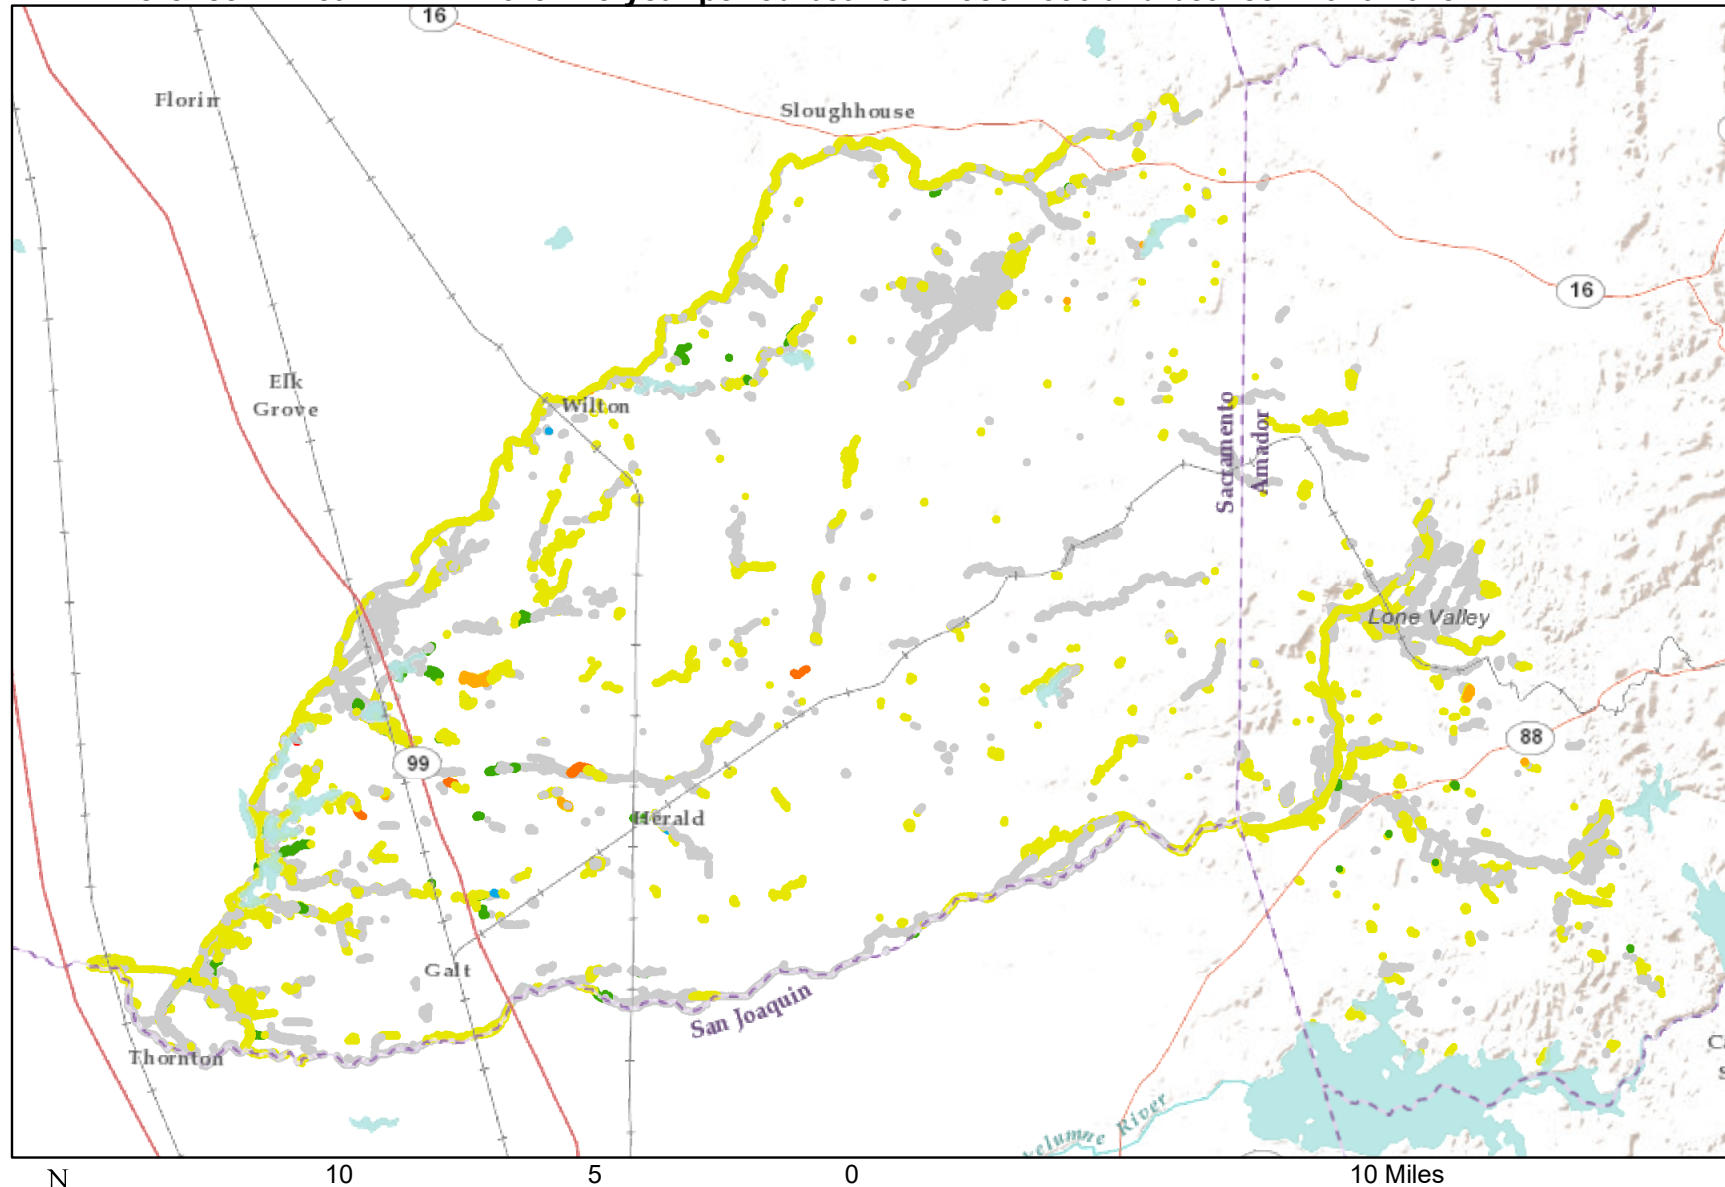 16
Florin
Sloughhouse
16
Elk
Grove
Wilton
Sacramento
Amador
Lone Valley
88
99
Herald
Galt
San Joaquin
Thornton
River
N
10
5
0
10 Miles